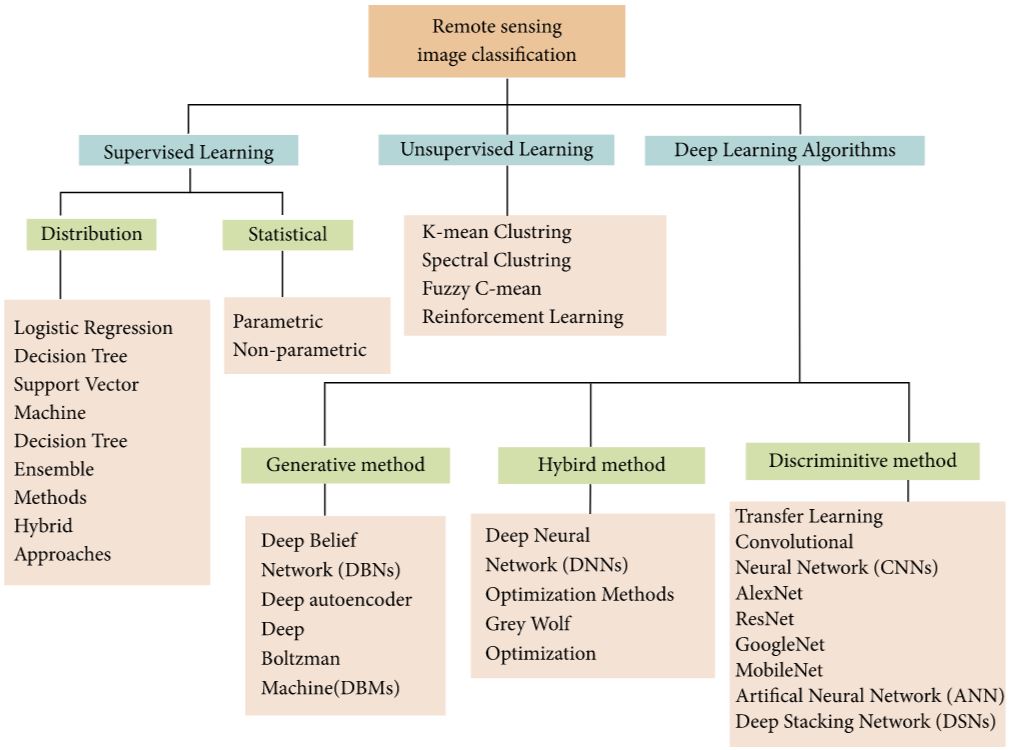 Remote sensing
image classification
Supervised Learning
Unsupervised Learning
Deep Learning Algorithms
Distribution
Statistical
K-mean Clustring
Spectral Clustring
Fuzzy C-mean
Reinforcement Learning
Logistic Regression
Decision Tree
Support Vector
Machine
Decision Tree
Ensemble
Methods
Hybrid
Approaches
Parametric
Non-parametric
Generative method
Hybird method
Discriminitive method
Deep Belief
Network (DBNs)
Deep autoencoder
Deep
Boltzman
Machine(DBMs)
Deep Neural
Network (DNNs)
Optimization Methods
Grey Wolf
Optimization
Transfer Learning
Convolutional
Neural Network (CNNs)
AlexNet
ResNet
GoogleNet
MobileNet
Artifical Neural Network (ANN)
Deep Stacking Network (DSNs)